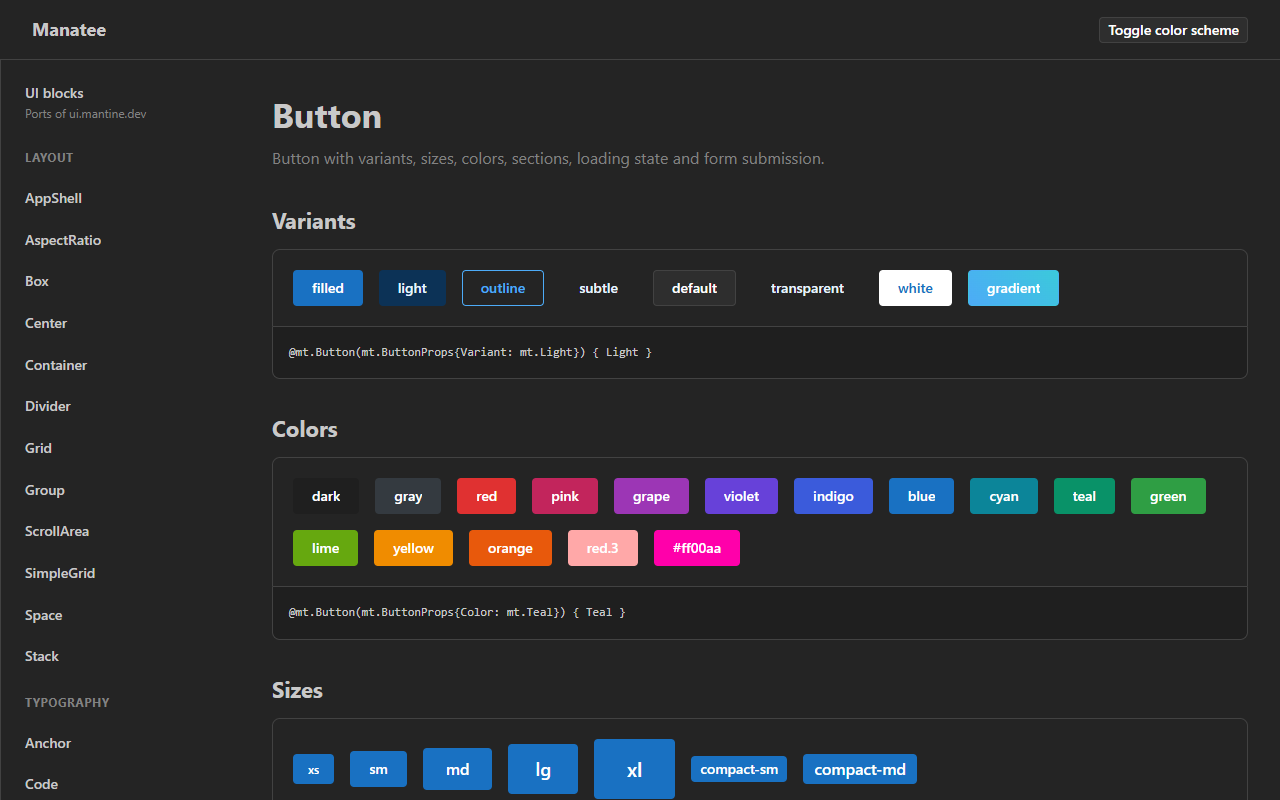 Manatee
Toggle color scheme
UI blocks
Ports of ui.mantine.dev
LAYOUT
AppShell
AspectRatio
Box
Center
Container
Divider
Grid
Group
ScrollArea
SimpleGrid
Space
Stack
TYPOGRAPHY
Anchor
Code
Button
Button with variants, sizes, colors, sections, loading state and form submission.
Variants
filled light outline subtle default transparent white gradient
@mt.Button(mt.ButtonProps{Variant: mt.Light}) { Light }
Colors
dark gray red pink grape violet indigo blue cyan teal green
lime yellow orange red.3 #ff00aa
@mt.Button(mt.ButtonProps{Color: mt.Teal}) { Teal }
Sizes
xs sm md lg xl compact-sm compact-md